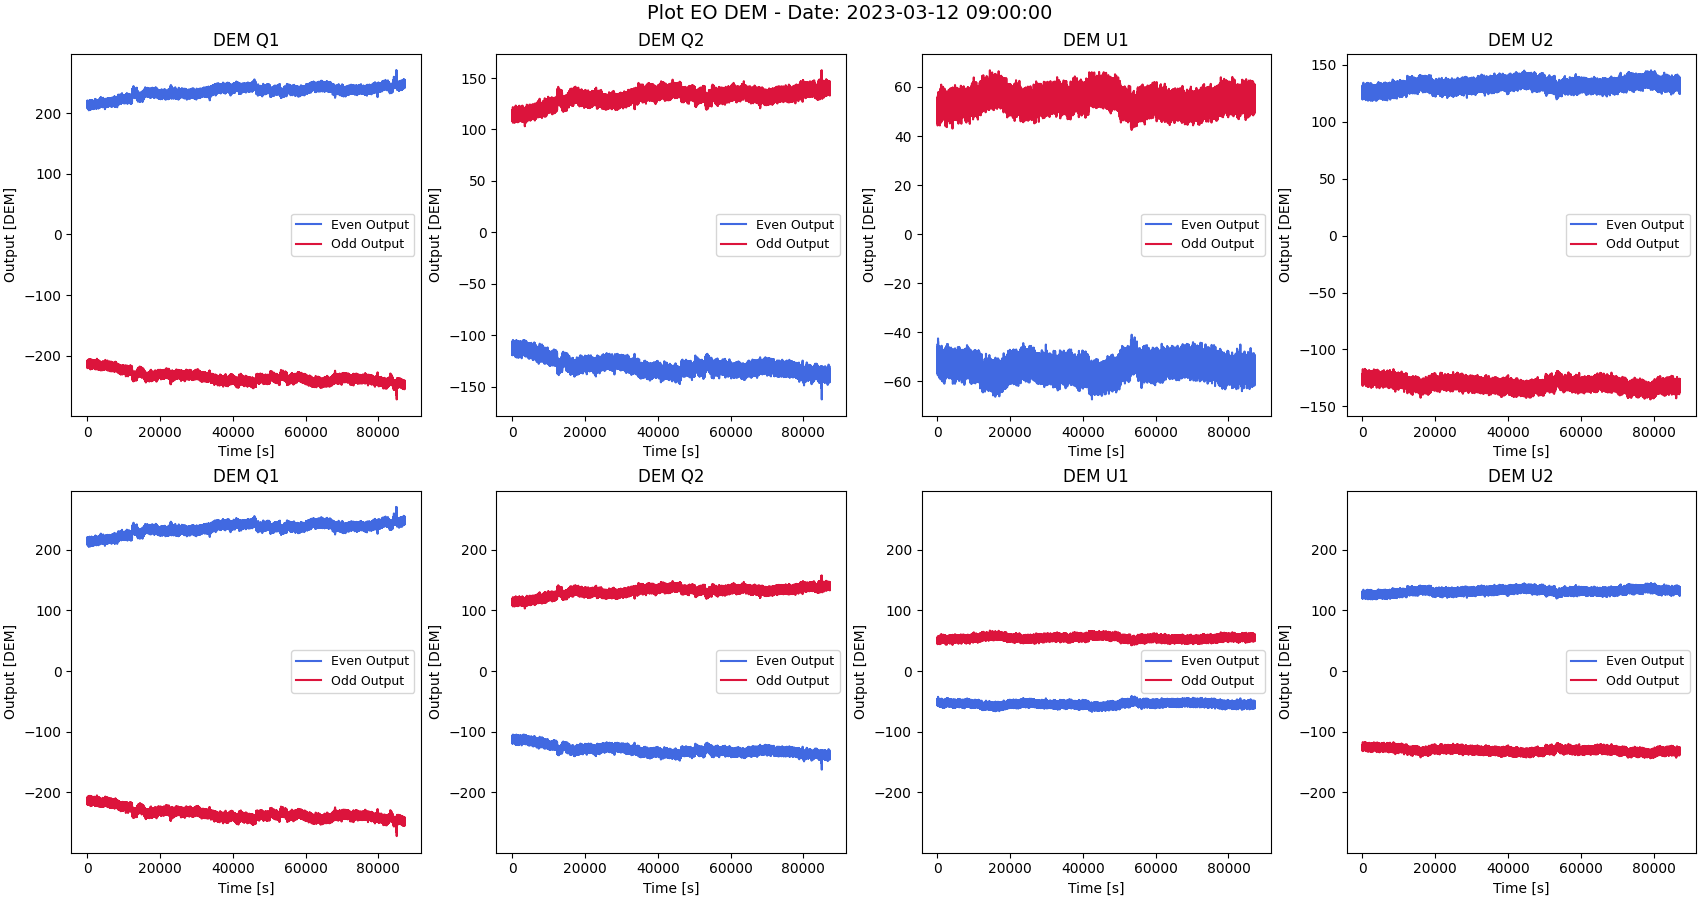 Plot EO DEM - Date: 2023-03-12 09:00:00
DEM Q1
Output [DEM]
200
100
0
−100
−200
Even Output
Odd Output
0 20000 40000 60000 80000
Time [s]
DEM Q2
Output [DEM]
150
100
50
0
−50
−100
−150
Even Output
Odd Output
0 20000 40000 60000 80000
Time [s]
DEM U1
Output [DEM]
60
40
20
0
−20
−40
−60
Even Output
Odd Output
0 20000 40000 60000 80000
Time [s]
DEM U2
Output [DEM]
150
100
50
0
−50
−100
−150
Even Output
Odd Output
0 20000 40000 60000 80000
Time [s]
DEM Q1
Output [DEM]
200
100
0
−100
−200
Even Output
Odd Output
0 20000 40000 60000 80000
Time [s]
DEM Q2
Output [DEM]
200
100
0
−100
−200
Even Output
Odd Output
0 20000 40000 60000 80000
Time [s]
DEM U1
Output [DEM]
200
100
0
−100
−200
Even Output
Odd Output
0 20000 40000 60000 80000
Time [s]
DEM U2
Output [DEM]
200
100
0
−100
−200
Even Output
Odd Output
0 20000 40000 60000 80000
Time [s]